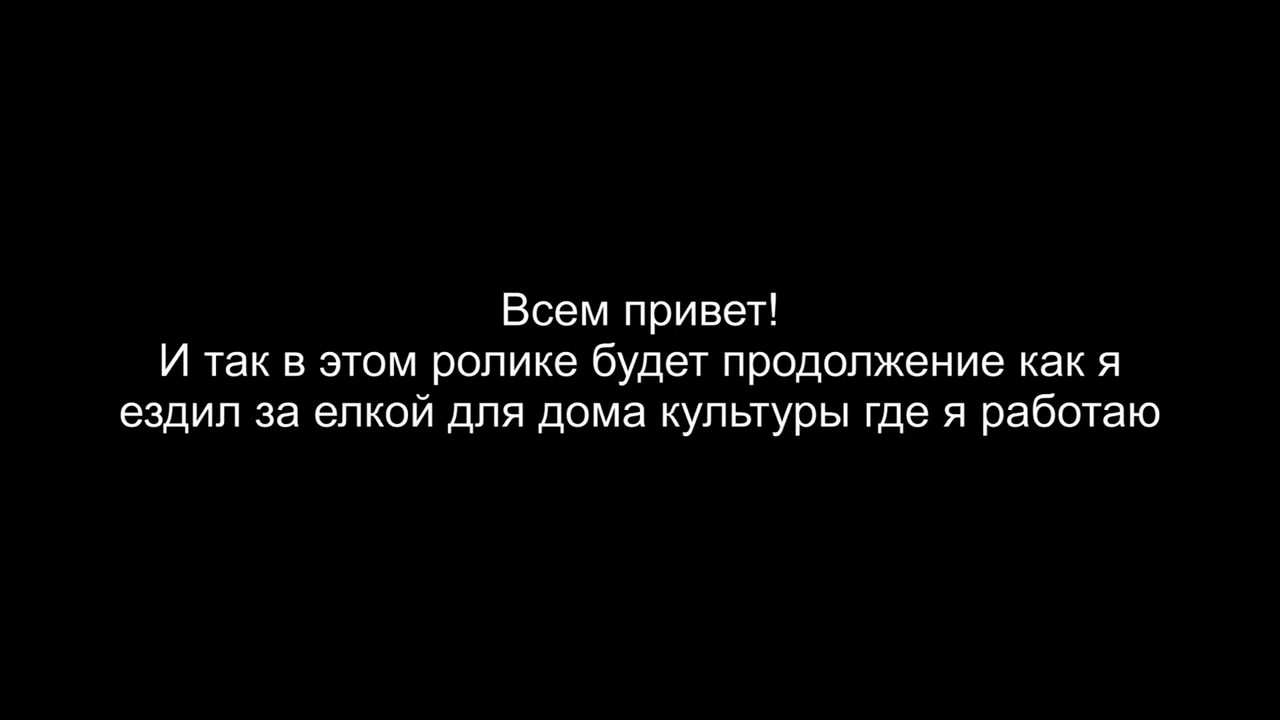 Всем привет!
И так в этом ролике будет продолжение как я
ездил за елкой для дома культуры где я работаю